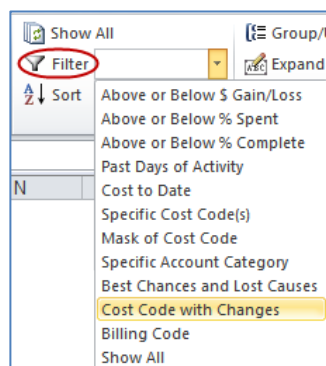 Show All
Group/
Filter
Expand
Sort
Above or Below $ Gain/Loss
Above or Below % Spent
Above or Below % Complete
Past Days of Activity
Cost to Date
Specific Cost Code(s)
Mask of Cost Code
Specific Account Category
Best Chances and Lost Causes
Cost Code with Changes
Billing Code
Show All
N